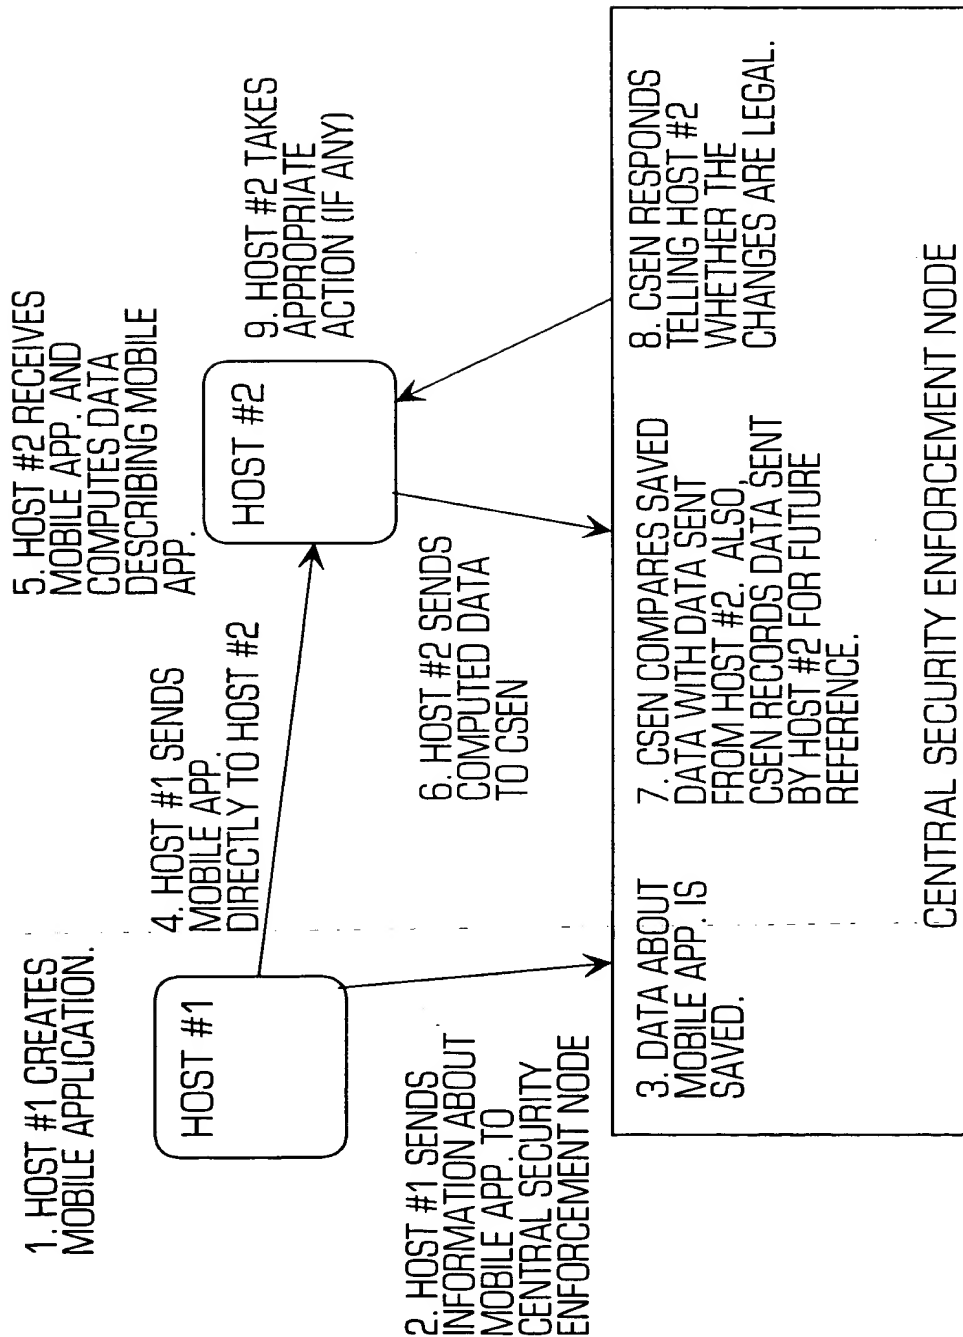 1. HOST #1 CREATES
MOBILE APPLICATION.
HOST #1
2. HOST #1 SENDS
INFORMATION ABOUT
MOBILE APP. TO
CENTRAL SECURITY
ENFORCEMENT NODE
3. DATA ABOUT
MOBILE APP. IS
SAVED.
4. HOST #1 SENDS
MOBILE APP.
DIRECTLY TO HOST #2
5. HOST #2 RECEIVES
MOBILE APP. AND
COMPUTES DATA
DESCRIBING MOBILE
APP.
HOST #2
6. HOST #2 SENDS
COMPUTED DATA
TO CSEN
7. CSEN COMPARES SAVED
DATA WITH DATA SENT
FROM HOST #2. ALSO,
CSEN RECORDS DATA SENT
BY HOST #2 FOR FUTURE
REFERENCE.
8. CSEN RESPONDS
TELLING HOST #2
WHETHER THE
CHANGES ARE LEGAL.
9. HOST #2 TAKES
APPROPRIATE
ACTION (IF ANY)
CENTRAL SECURITY ENFORCEMENT NODE